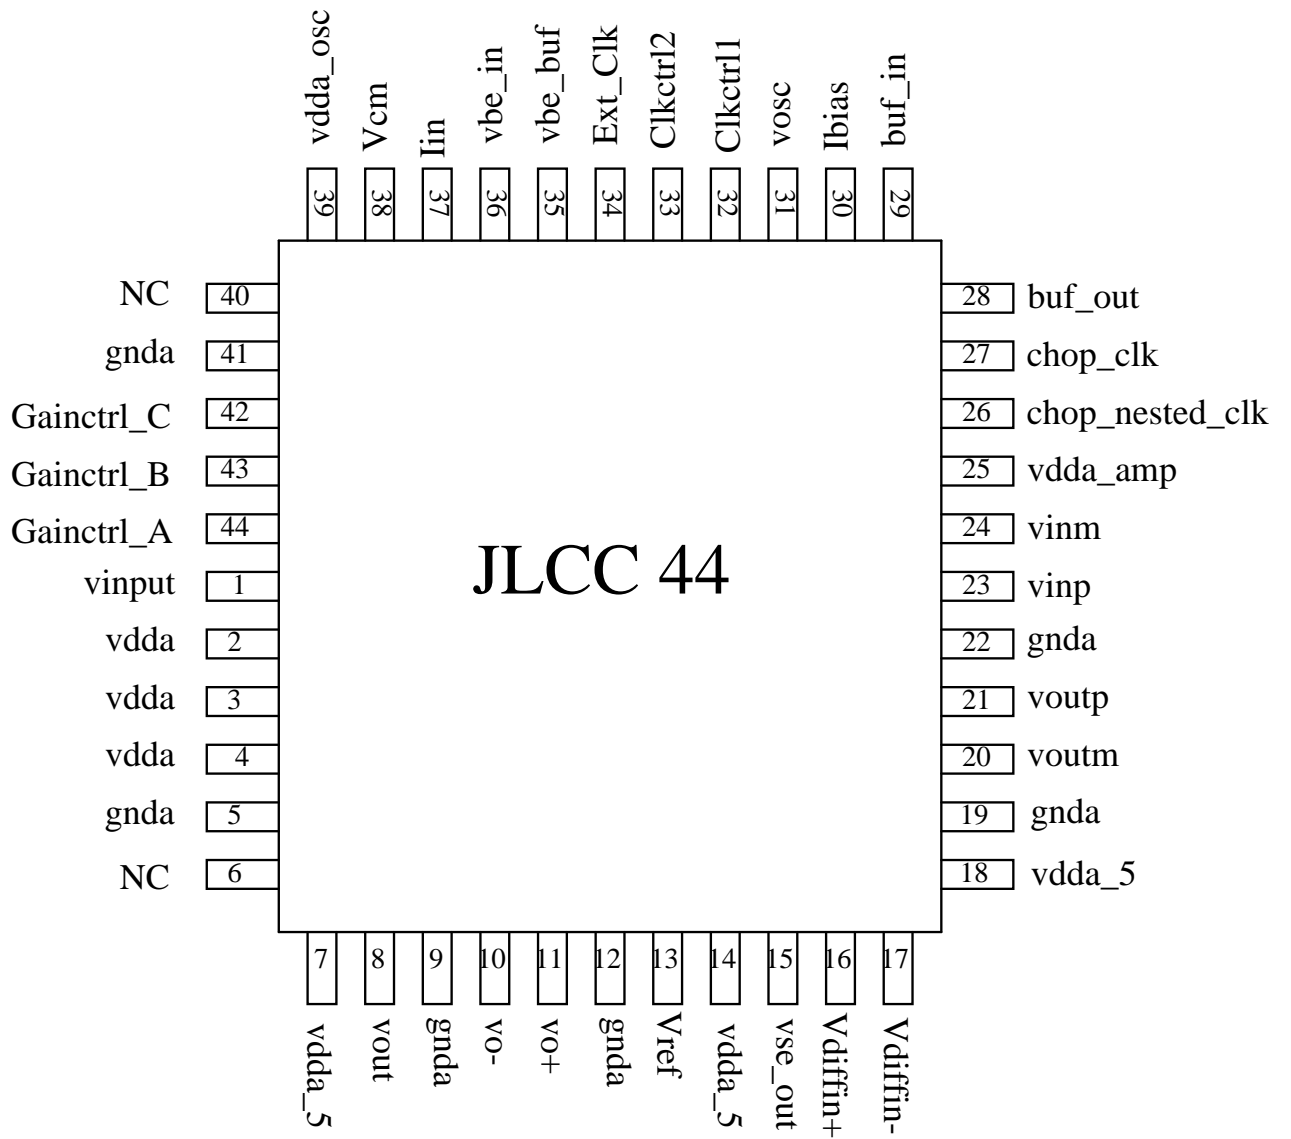 vdda_osc
Vcm
Iin
vbe_in
vbe_buf
Ext_Clk
Clkctrl2
Clkctrl1
vosc
Ibias
buf_in
39
38
37
36
35
34
33
32
31
30
29
NC 40
gnda 41
Gainctrl_C 42
Gainctrl_B 43
Gainctrl_A 44
vinput 1
vdda 2
vdda 3
vdda 4
gnda 5
NC 6
JLCC 44
28 buf_out
27 chop_clk
26 chop_nested_clk
25 vdda_amp
24 vinm
23 vinp
22 gnda
21 voutp
20 voutm
19 gnda
18 vdda_5
7
8
9
10
11
12
13
14
15
16
17
vdda_5
vout
gnda
vo-
vo+
gnda
Vref
vdda_5
vse_out
Vdiffin+
Vdiffin-